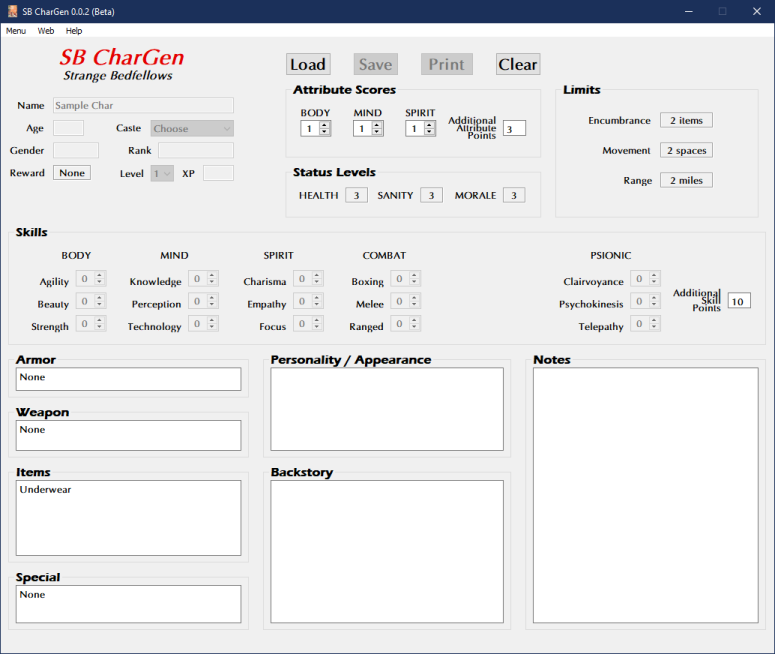 SB CharGen 0.0.2 (Beta)
Menu Web Help
SB CharGen
Strange Bedfellows
Load Save Print Clear
Name Sample Char
Age Caste Choose
Gender Rank
Reward None Level 1 XP
Attribute Scores
BODY MIND SPIRIT
1 1 1 Additional Attribute Points 3
Status Levels
HEALTH 3 SANITY 3 MORALE 3
Limits
Encumbrance 2 items
Movement 2 spaces
Range 2 miles
Skills
BODY MIND SPIRIT COMBAT PSIONIC
Agility 0 Knowledge 0 Charisma 0 Boxing 0 Clairvoyance 0
Beauty 0 Perception 0 Empathy 0 Melee 0 Psychokinesis 0
Strength 0 Technology 0 Focus 0 Ranged 0 Telepathy 0
Additional Skill Points 10
Armor
None
Weapon
None
Items
Underwear
Special
None
Personality / Appearance
Backstory
Notes